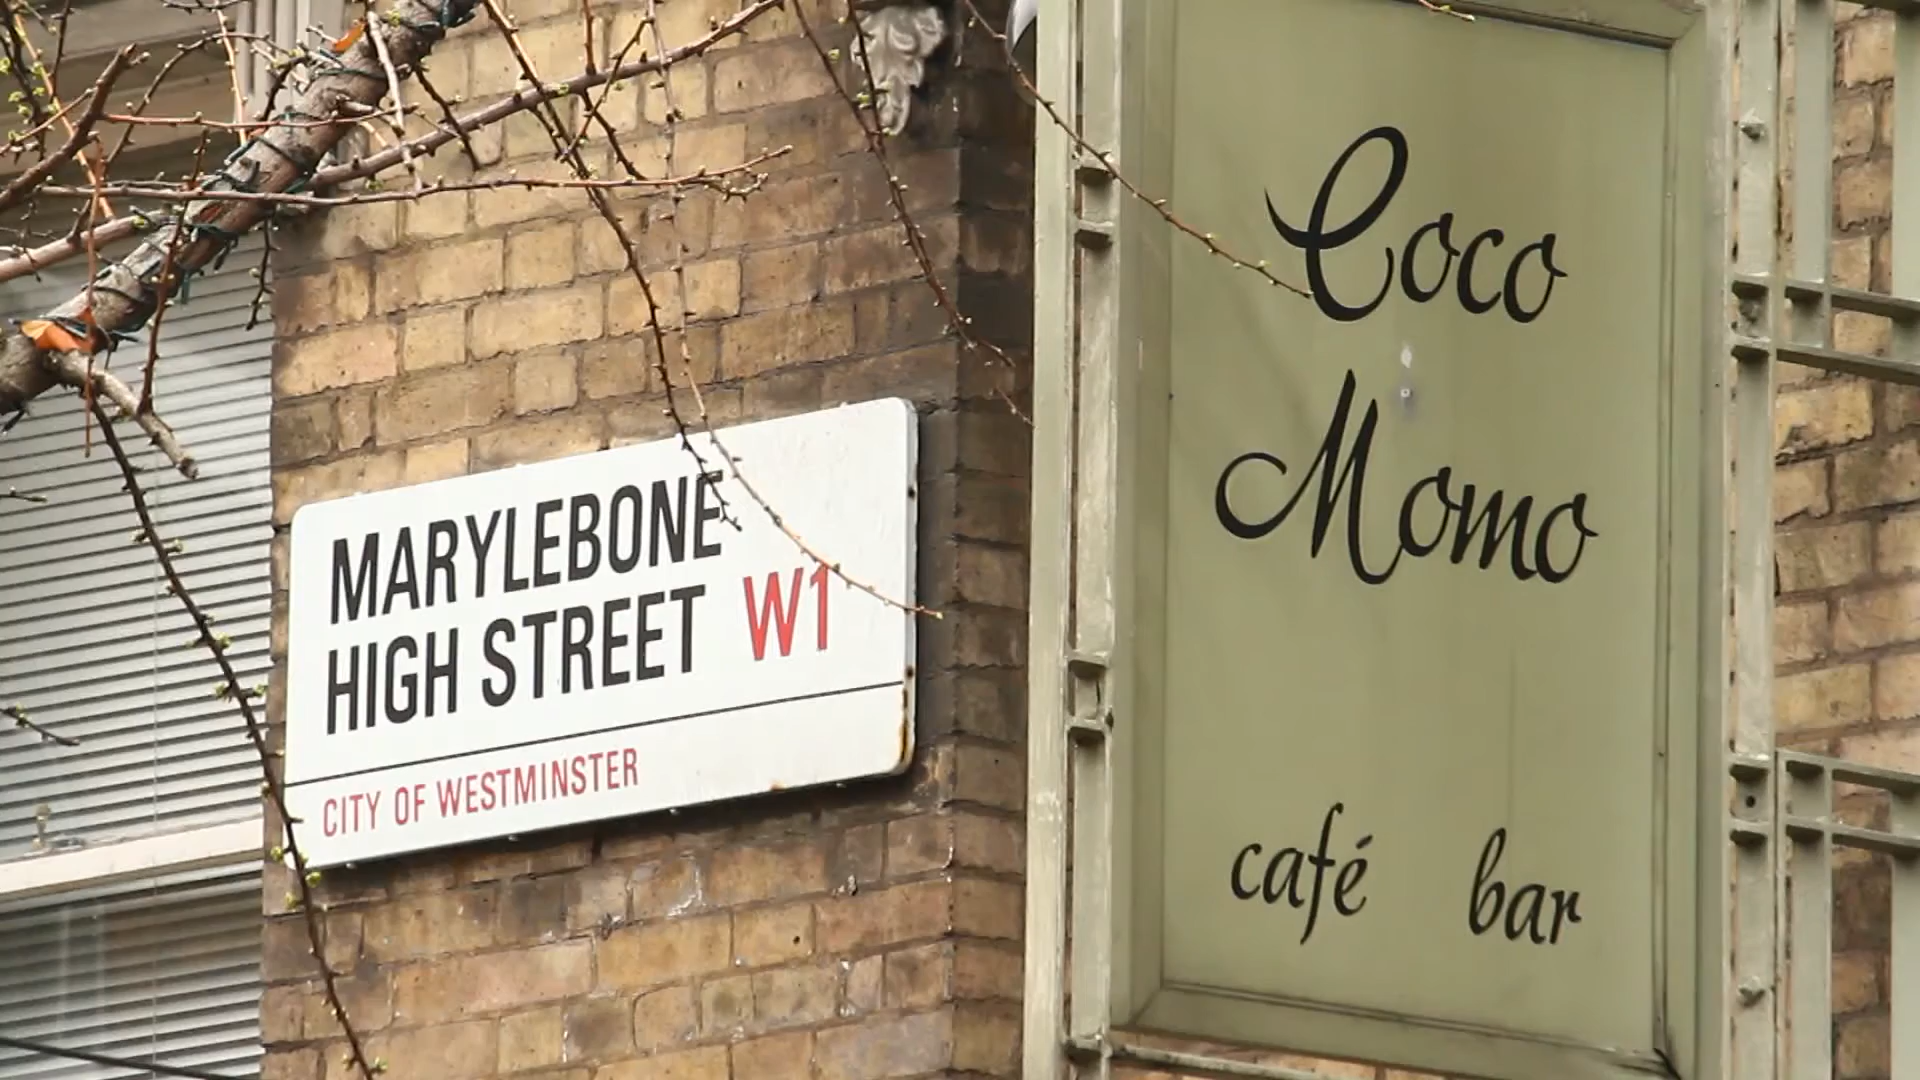 MARYLEBONE
HIGH STREET W1
CITY OF WESTMINSTER
Coco
Momo
café bar